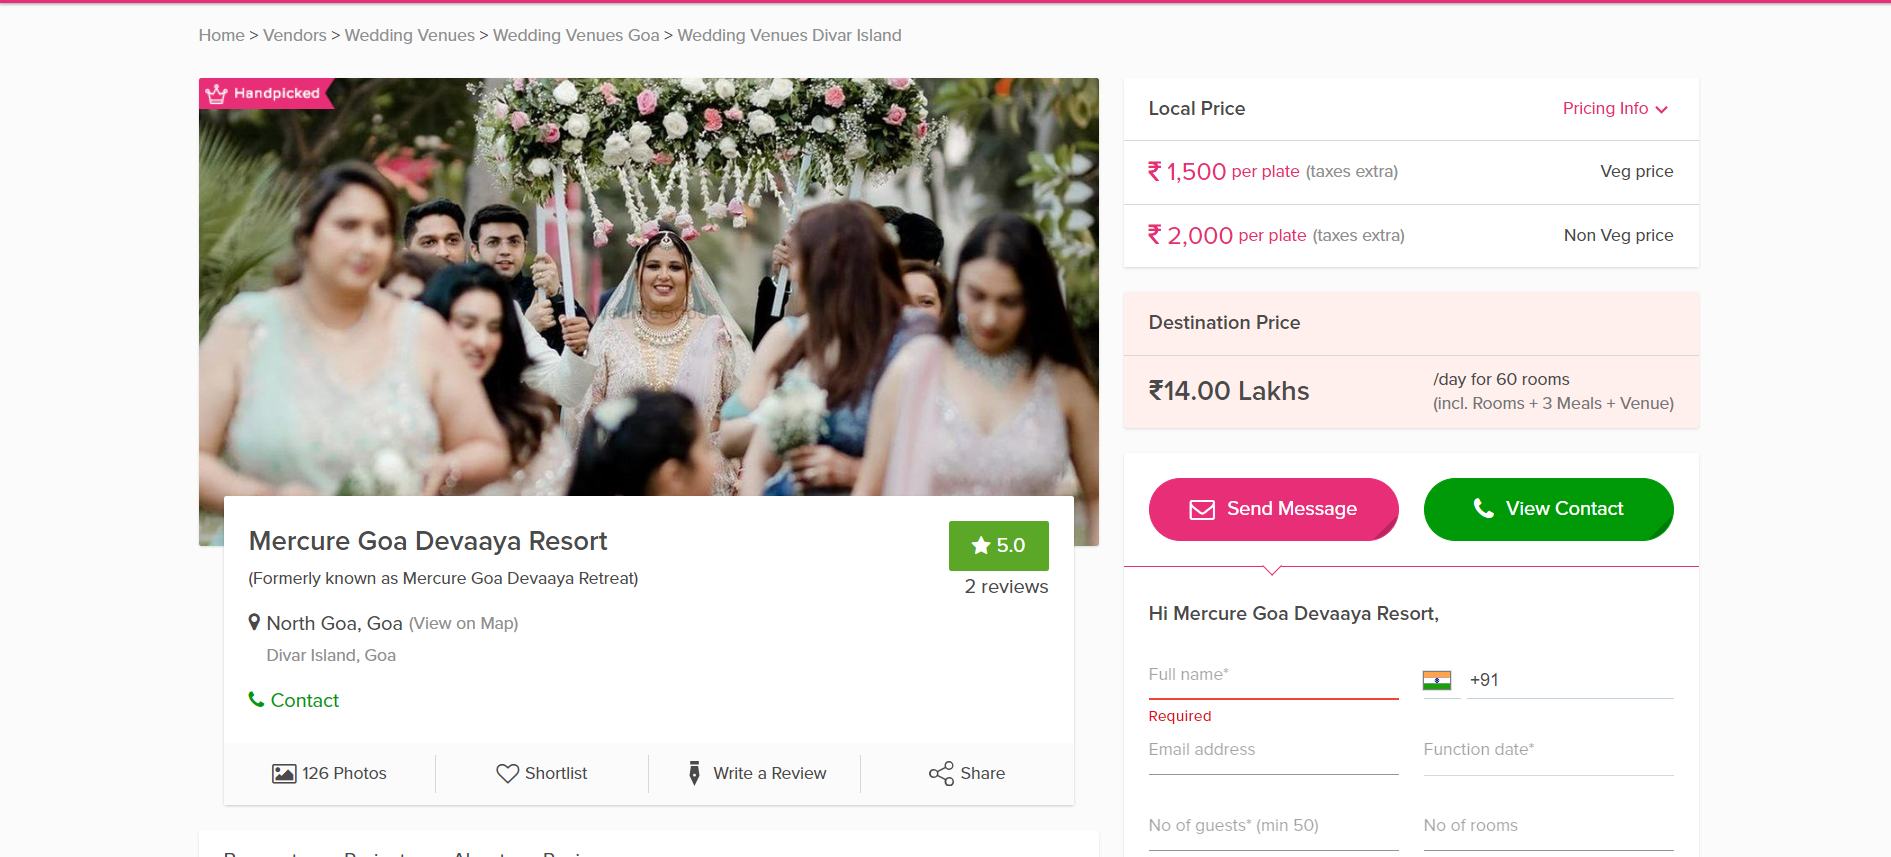 Home > Vendors > Wedding Venues > Wedding Venues Goa > Wedding Venues Divar Island
Handpicked
WedMeGood
Mercure Goa Devaaya Resort
(Formerly known as Mercure Goa Devaaya Retreat)
5.0
2 reviews
North Goa, Goa (View on Map)
Divar Island, Goa
Contact
126 Photos
Shortlist
Write a Review
Share
Local Price
Pricing Info
₹ 1,500 per plate (taxes extra)
Veg price
₹ 2,000 per plate (taxes extra)
Non Veg price
Destination Price
₹14.00 Lakhs
/day for 60 rooms
(incl. Rooms + 3 Meals + Venue)
Send Message
View Contact
Hi Mercure Goa Devaaya Resort,
Full name*
+91
Required
Email address
Function date*
No of guests* (min 50)
No of rooms